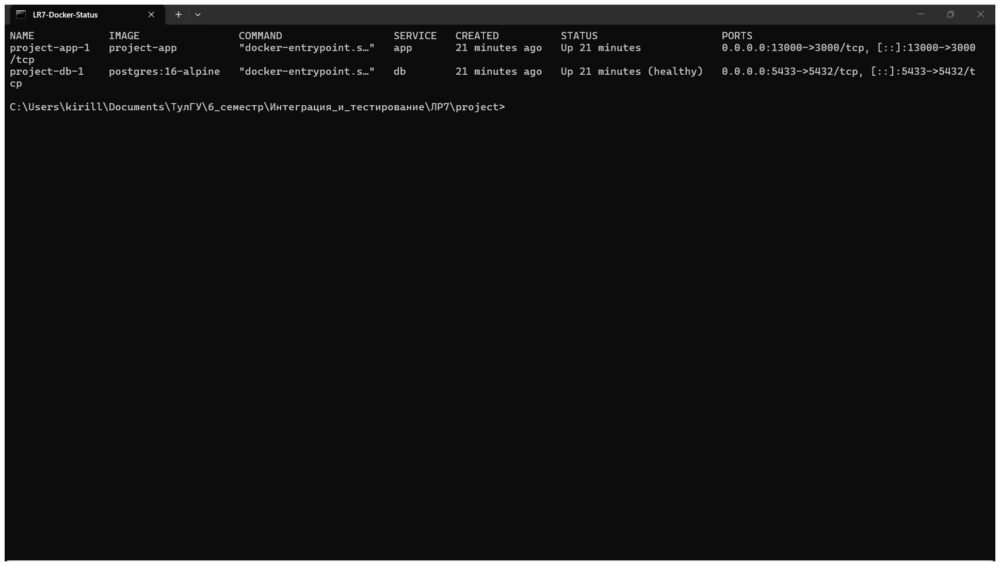 LR7-Docker-Status
NAME IMAGE COMMAND SERVICE CREATED STATUS PORTS
project-app-1 project-app "docker-entrypoint.s…" app 21 minutes ago Up 21 minutes 0.0.0.0:13000->3000/tcp, [::]:13000->3000
/tcp
project-db-1 postgres:16-alpine "docker-entrypoint.s…" db 21 minutes ago Up 21 minutes (healthy) 0.0.0.0:5433->5432/tcp, [::]:5433->5432/t
cp
C:\Users\kirill\Documents\ТулГУ\6_семестр\Интеграция_и_тестирование\ЛР7\project>